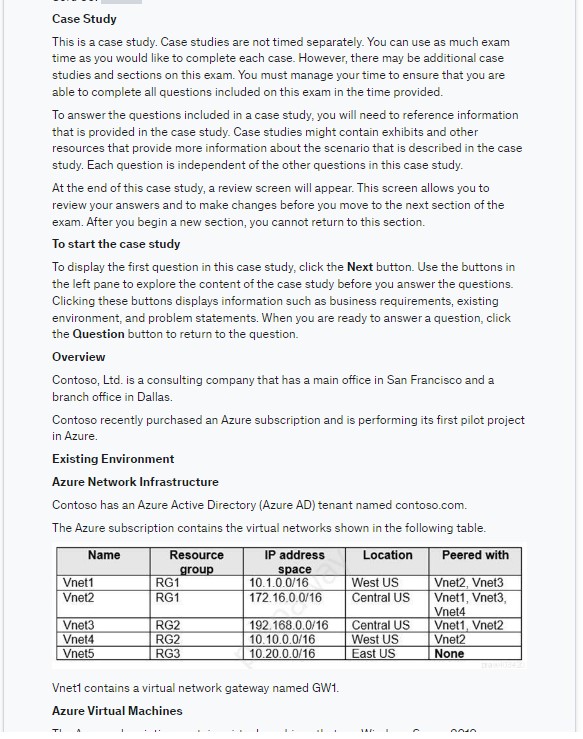 Case Study
This is a case study. Case studies are not timed separately. You can use as much exam
time as you would like to complete each case. However, there may be additional case
studies and sections on this exam. You must manage your time to ensure that you are
able to complete all questions included on this exam in the time provided.
To answer the questions included in a case study, you will need to reference information
that is provided in the case study. Case studies might contain exhibits and other
resources that provide more information about the scenario that is described in the case
study. Each question is independent of the other questions in this case study.
At the end of this case study, a review screen will appear. This screen allows you to
review your answers and to make changes before you move to the next section of the
exam. After you begin a new section, you cannot return to this section.
To start the case study
To display the first question in this case study, click the Next button. Use the buttons in
the left pane to explore the content of the case study before you answer the questions.
Clicking these buttons displays information such as business requirements, existing
environment, and problem statements. When you are ready to answer a question, click
the Question button to return to the question.
Overview
Contoso, Ltd. is a consulting company that has a main office in San Francisco and a
branch office in Dallas.
Contoso recently purchased an Azure subscription and is performing its first pilot project
in Azure.
Existing Environment
Azure Network Infrastructure
Contoso has an Azure Active Directory (Azure AD) tenant named contoso.com.
The Azure subscription contains the virtual networks shown in the following table.
Name Resource group IP address space Location Peered with
Vnet1 RG1 10.1.0.0/16 West US Vnet2, Vnet3
Vnet2 RG1 172.16.0.0/16 Central US Vnet1, Vnet3,
Vnet4
Vnet3 RG2 192.168.0.0/16 Central US Vnet1, Vnet2
Vnet4 RG2 10.10.0.0/16 West US Vnet2
Vnet5 RG3 10.20.0.0/16 East US None
Vnet1 contains a virtual network gateway named GW1.
Azure Virtual Machines